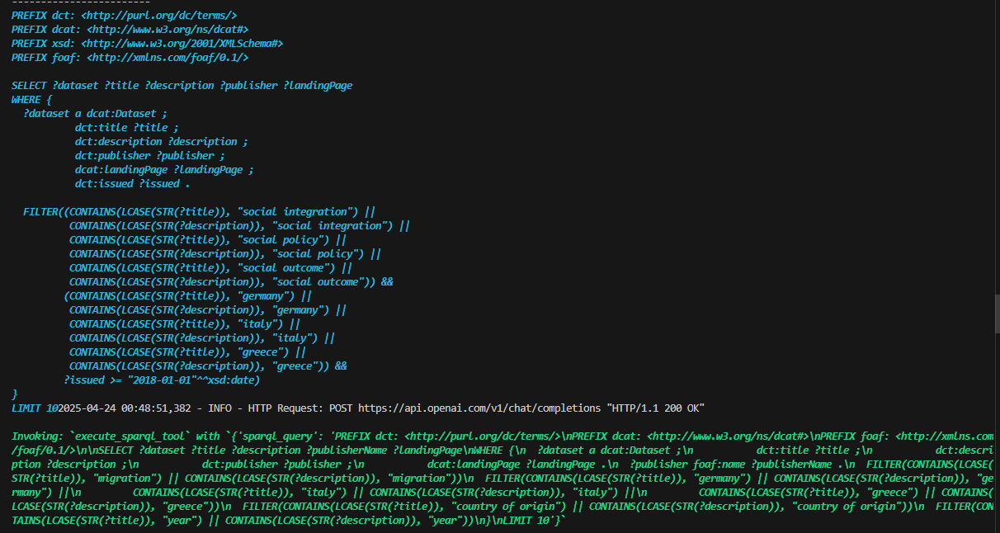 ------------------------
PREFIX dct: <http://purl.org/dc/terms/>
PREFIX dcat: <http://www.w3.org/ns/dcat#>
PREFIX xsd: <http://www.w3.org/2001/XMLSchema#>
PREFIX foaf: <http://xmlns.com/foaf/0.1/>

SELECT ?dataset ?title ?description ?publisher ?landingPage
WHERE {
  ?dataset a dcat:Dataset ;
           dct:title ?title ;
           dct:description ?description ;
           dct:publisher ?publisher ;
           dcat:landingPage ?landingPage ;
           dct:issued ?issued .

  FILTER((CONTAINS(LCASE(STR(?title)), "social integration") ||
          CONTAINS(LCASE(STR(?description)), "social integration") ||
          CONTAINS(LCASE(STR(?title)), "social policy") ||
          CONTAINS(LCASE(STR(?description)), "social policy") ||
          CONTAINS(LCASE(STR(?title)), "social outcome") ||
          CONTAINS(LCASE(STR(?description)), "social outcome")) &&
         (CONTAINS(LCASE(STR(?title)), "germany") ||
          CONTAINS(LCASE(STR(?description)), "germany") ||
          CONTAINS(LCASE(STR(?title)), "italy") ||
          CONTAINS(LCASE(STR(?description)), "italy") ||
          CONTAINS(LCASE(STR(?title)), "greece") ||
          CONTAINS(LCASE(STR(?description)), "greece")) &&
         ?issued >= "2018-01-01"^^xsd:date)
}
LIMIT 102025-04-24 00:48:51,382 - INFO - HTTP Request: POST https://api.openai.com/v1/chat/completions "HTTP/1.1 200 OK"

Invoking: `execute_sparql_tool` with `{'sparql_query': 'PREFIX dct: <http://purl.org/dc/terms/>\nPREFIX dcat: <http://www.w3.org/ns/dcat#>\nPREFIX foaf: <http://xmlns.com
/foaf/0.1/>\n\nSELECT ?dataset ?title ?description ?publisherName ?landingPage\nWHERE {\n  ?dataset a dcat:Dataset ;\n           dct:title ?title ;\n           dct:descri
ption ?description ;\n           dct:publisher ?publisher ;\n           dcat:landingPage ?landingPage .\n  ?publisher foaf:name ?publisherName .\n  FILTER(CONTAINS(LCASE(
STR(?title)), "migration") || CONTAINS(LCASE(STR(?description)), "migration"))\n  FILTER(CONTAINS(LCASE(STR(?title)), "germany") || CONTAINS(LCASE(STR(?description)), "ge
rmany") ||\n         CONTAINS(LCASE(STR(?title)), "italy") || CONTAINS(LCASE(STR(?description)), "italy") ||\n         CONTAINS(LCASE(STR(?title)), "greece") || CONTAINS(
LCASE(STR(?description)), "greece"))\n  FILTER(CONTAINS(LCASE(STR(?title)), "country of origin") || CONTAINS(LCASE(STR(?description)), "country of origin"))\n  FILTER(CON
TAINS(LCASE(STR(?title)), "year") || CONTAINS(LCASE(STR(?description)), "year"))\n}\nLIMIT 10'}`